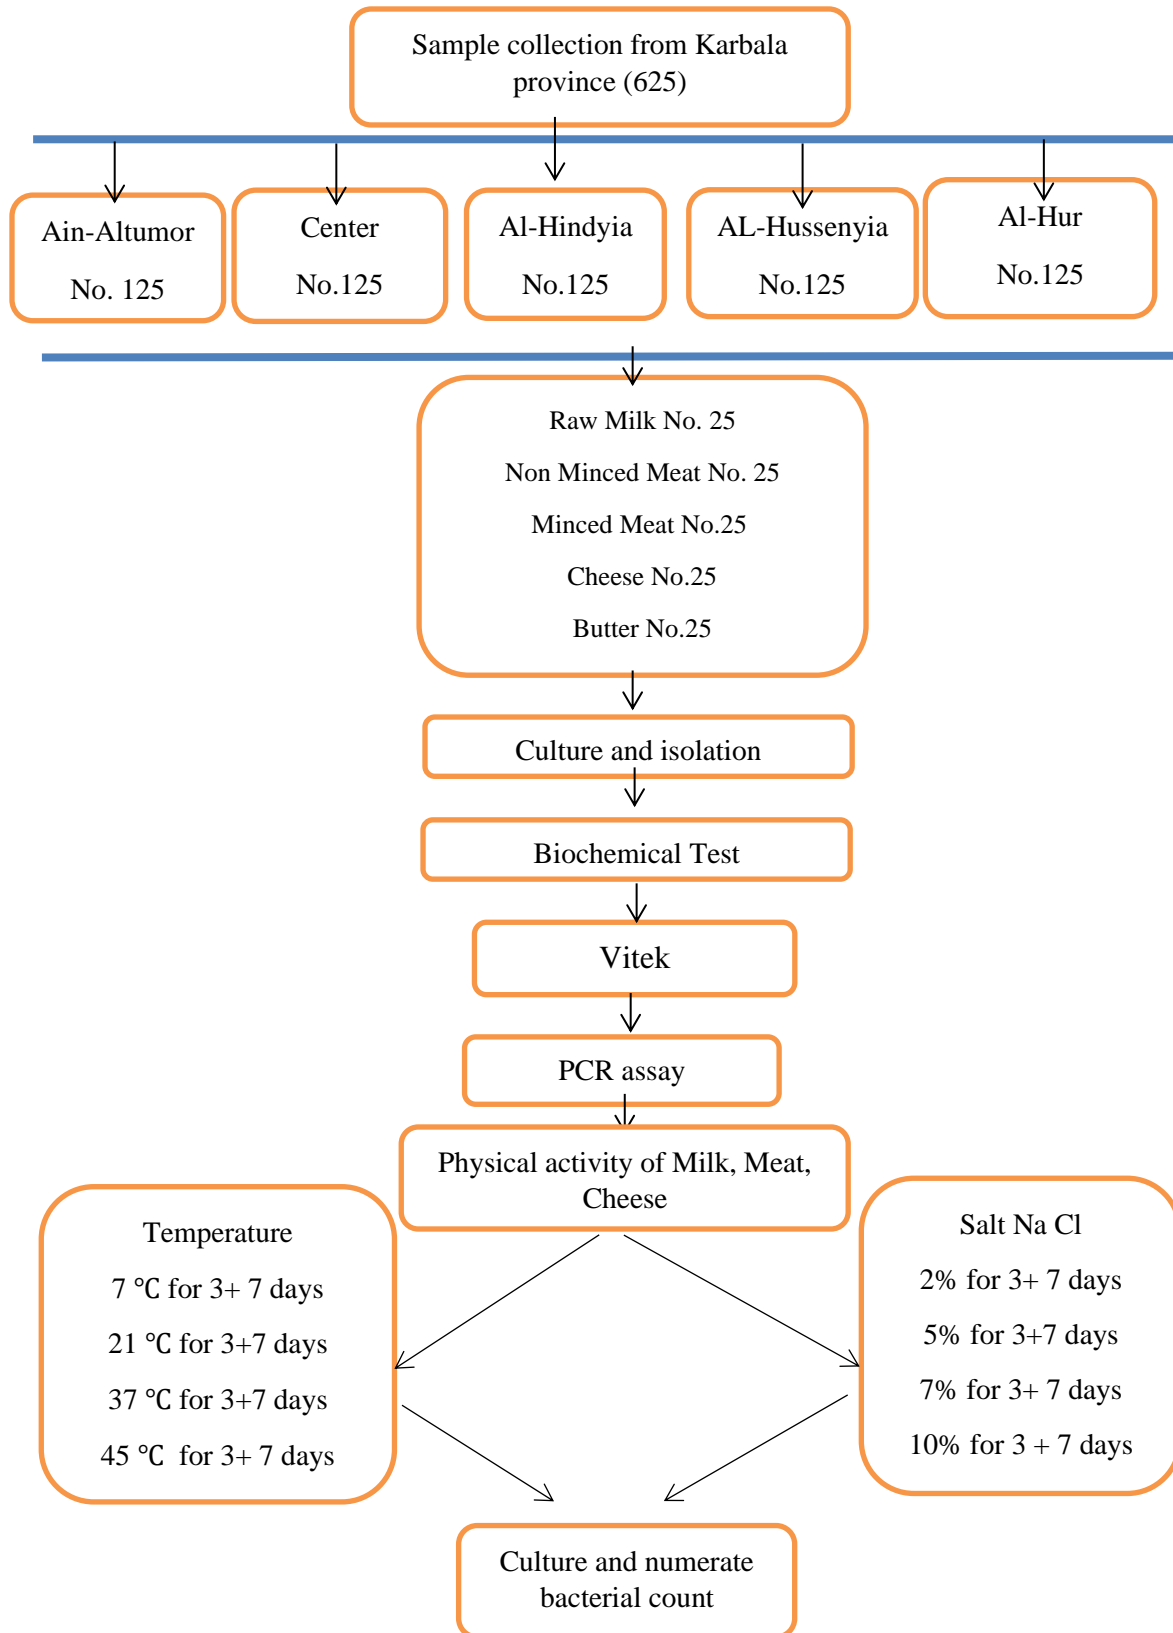 Sample collection from Karbala
province (625)
Ain-Altumor
No. 125
Center
No.125
Al-Hindyia
No.125
AL-Hussenyia
No.125
Al-Hur
No.125
Raw Milk No. 25
Non Minced Meat No. 25
Minced Meat No.25
Cheese No.25
Butter No.25
Culture and isolation
Biochemical Test
Vitek
PCR assay
Physical activity of Milk, Meat,
Cheese
Temperature
7 ℃ for 3+ 7 days
21 ℃ for 3+7 days
37 ℃ for 3+7 days
45 ℃  for 3+ 7 days
Salt Na Cl
2% for 3+ 7 days
5% for 3+7 days
7% for 3+ 7 days
10% for 3 + 7 days
Culture and numerate
bacterial count